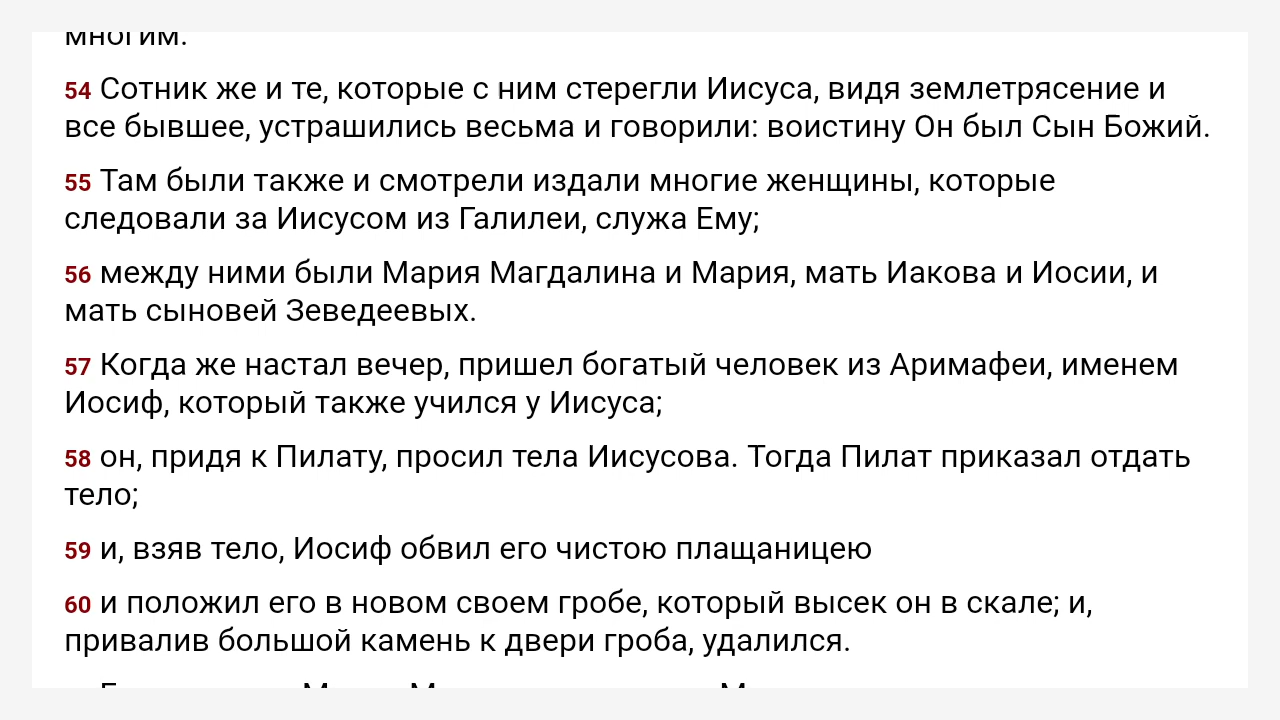 многим.
54 Сотник же и те, которые с ним стерегли Иисуса, видя землетрясение и
все бывшее, устрашились весьма и говорили: воистину Он был Сын Божий.
55 Там были также и смотрели издали многие женщины, которые
следовали за Иисусом из Галилеи, служа Ему;
56 между ними были Мария Магдалина и Мария, мать Иакова и Иосии, и
мать сыновей Зеведеевых.
57 Когда же настал вечер, пришел богатый человек из Аримафеи, именем
Иосиф, который также учился у Иисуса;
58 он, придя к Пилату, просил тела Иисусова. Тогда Пилат приказал отдать
тело;
59 и, взяв тело, Иосиф обвил его чистою плащаницею
60 и положил его в новом своем гробе, который высек он в скале; и,
привалив большой камень к двери гроба, удалился.